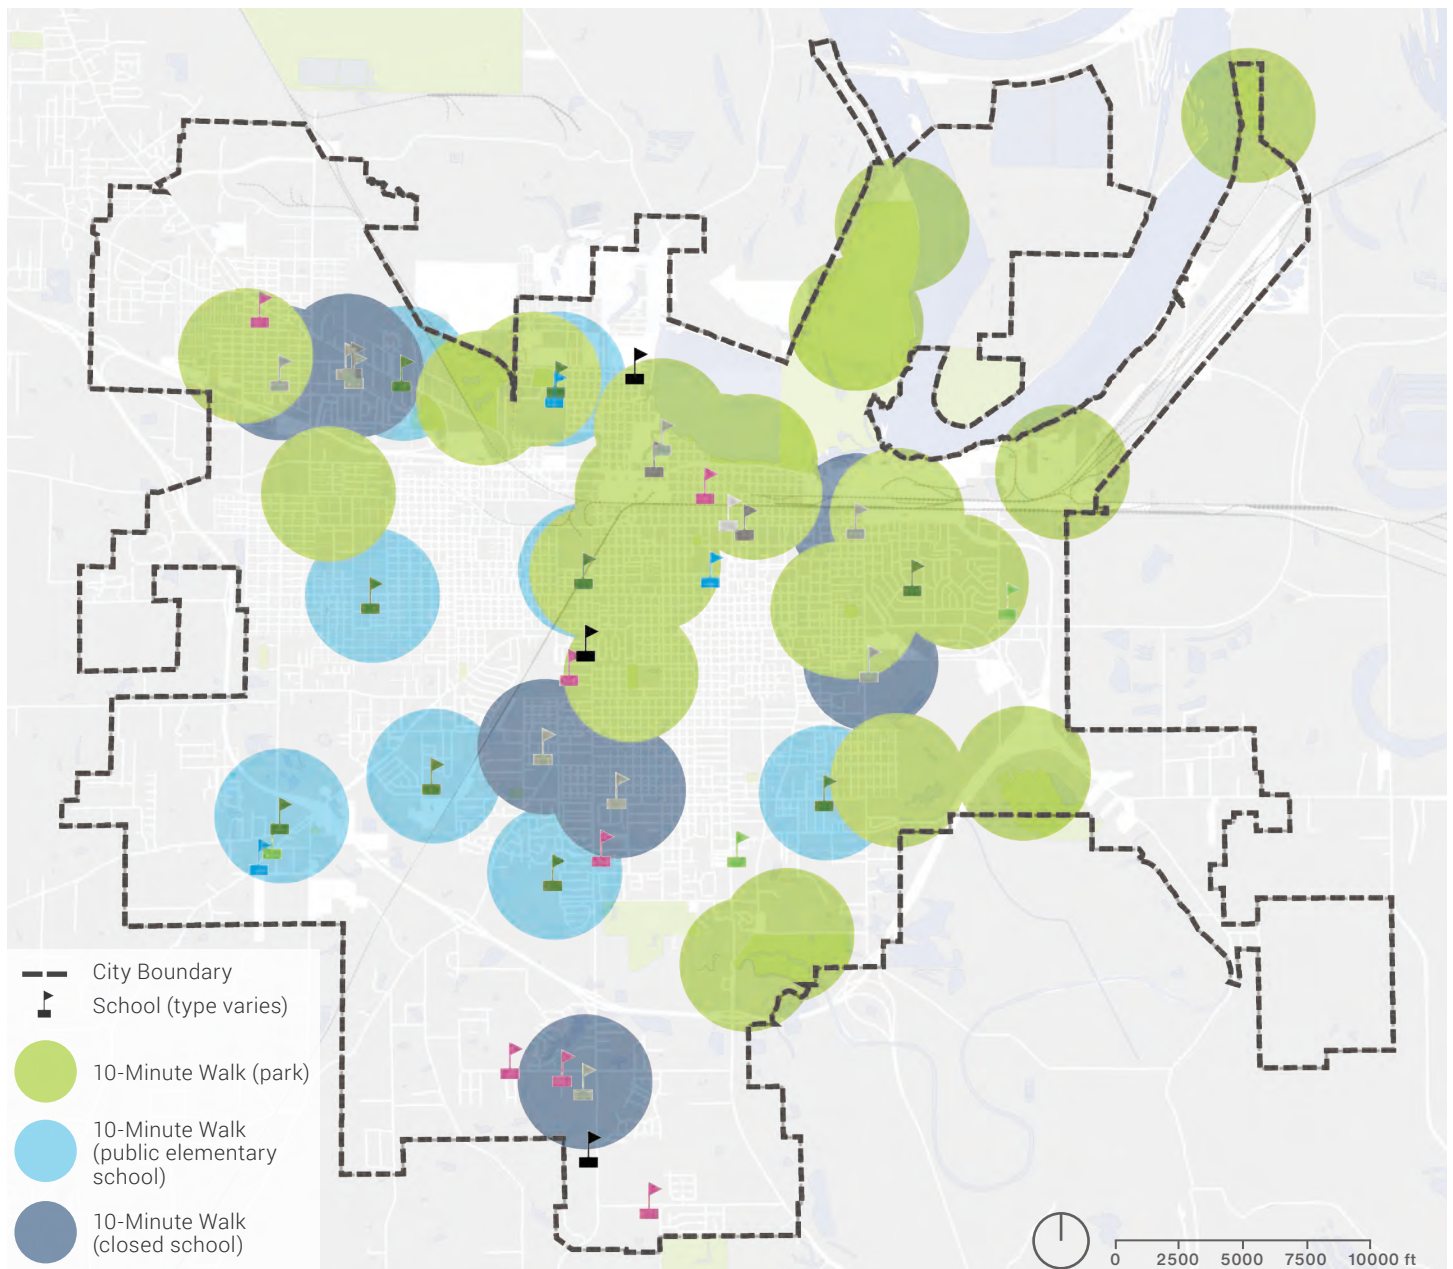 City Boundary
School (type varies)
10-Minute Walk (park)
10-Minute Walk
(public elementary
school)
10-Minute Walk
(closed school)
0 2500 5000 7500 10000 ft